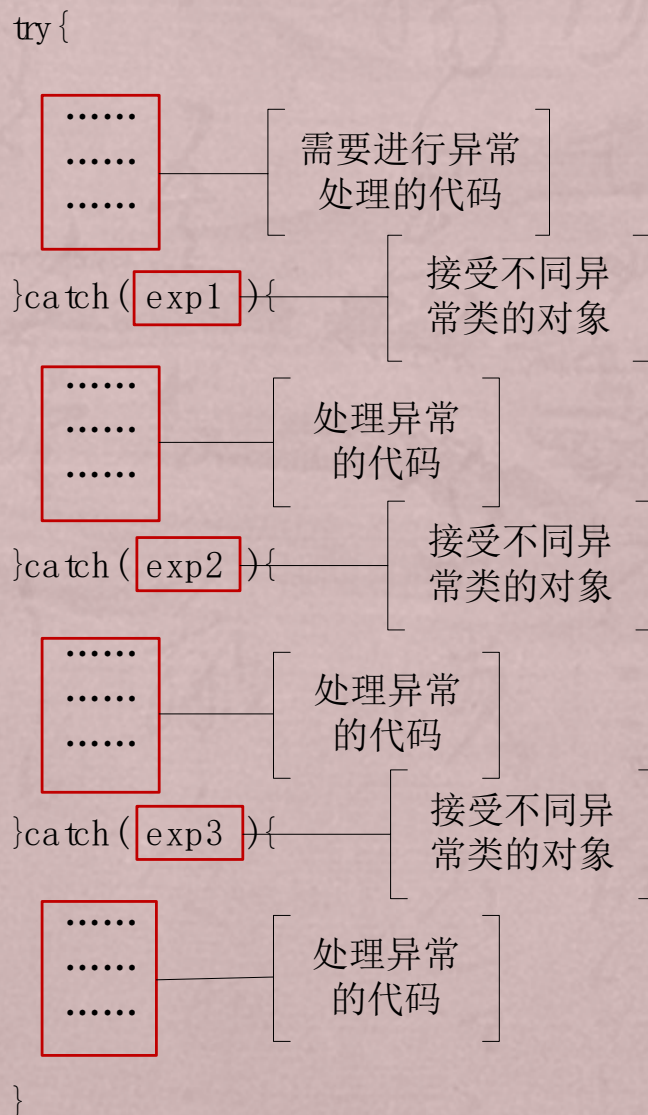 try{
……
……
……
需要进行异常
处理的代码
}catch(exp1){
接受不同异
常类的对象
……
……
……
处理异常
的代码
}catch(exp2){
接受不同异
常类的对象
……
……
……
处理异常
的代码
}catch(exp3){
接受不同异
常类的对象
……
……
……
处理异常
的代码
}